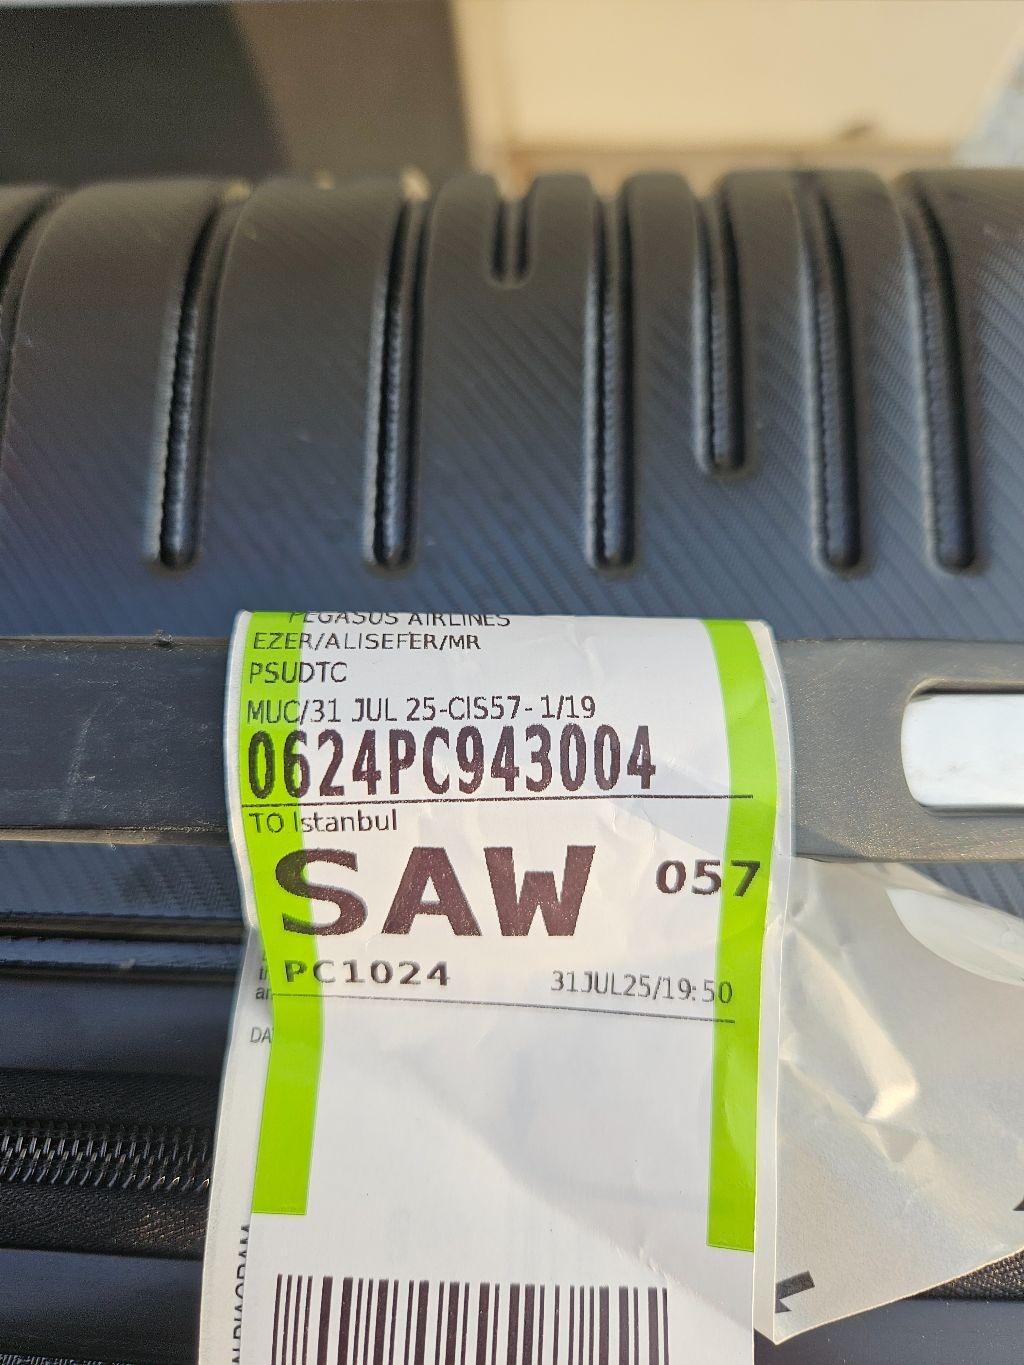 PEGASUS AIRLINES
EZER/ALISEFER/MR
PSUDTC
MUC/31 JUL 25-CIS57-1/19
0624PC943004
TO Istanbul
SAW 057
PC1024 31JUL25/19:50